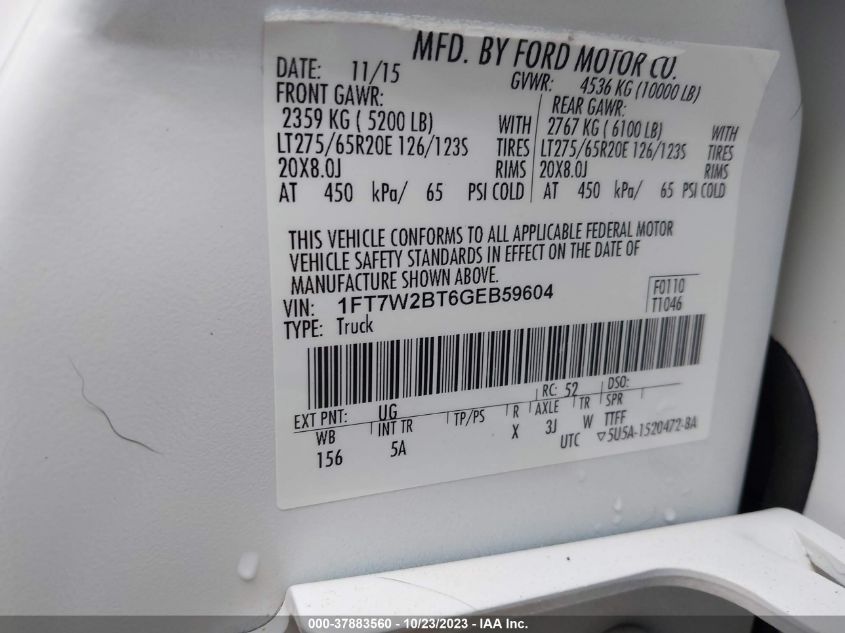 MFD. BY FORD MOTOR CO.
DATE: 11/15 GVWR: 4536 KG (10000 LB)
FRONT GAWR: REAR GAWR:
2359 KG ( 5200 LB) WITH 2767 KG ( 6100 LB) WITH
LT275/65R20E 126/123S TIRES LT275/65R20E 126/123S TIRES
20X8.0J RIMS 20X8.0J RIMS
AT 450 kPa/ 65 PSI COLD AT 450 kPa/ 65 PSI COLD
THIS VEHICLE CONFORMS TO ALL APPLICABLE FEDERAL MOTOR
VEHICLE SAFETY STANDARDS IN EFFECT ON THE DATE OF
MANUFACTURE SHOWN ABOVE.
VIN: 1FT7W2BT6GEB59604 F0110
TYPE: Truck T1046
EXT PNT: UG RC: 52 DSO:
WB INT TR TP/PS R AXLE TR SPR
156 5A X 3J W TTFF
UTC ▽5U5A-1520472-BA
000-37883560 - 10/23/2023 - IAA Inc.